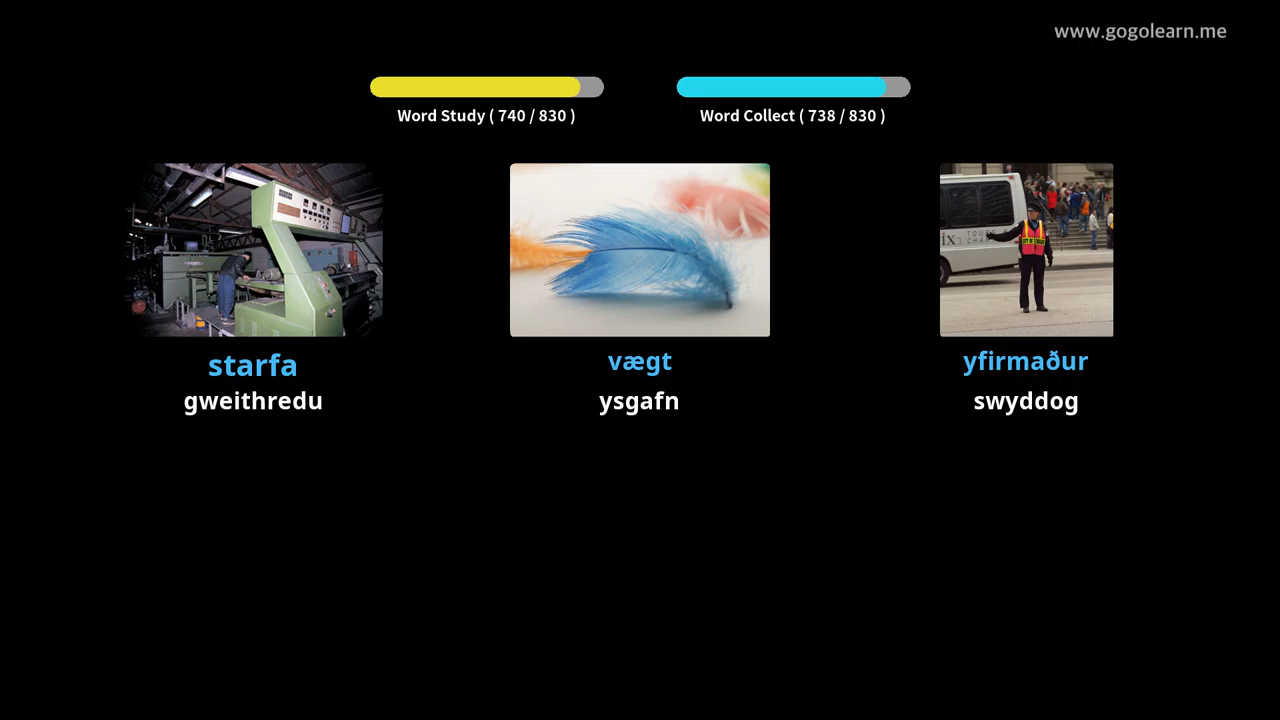 www.gogolearn.me
Word Study ( 740 / 830 )
Word Collect ( 738 / 830 )
starfa
vægt
yfirmaður
gweithredu
ysgafn
swyddog